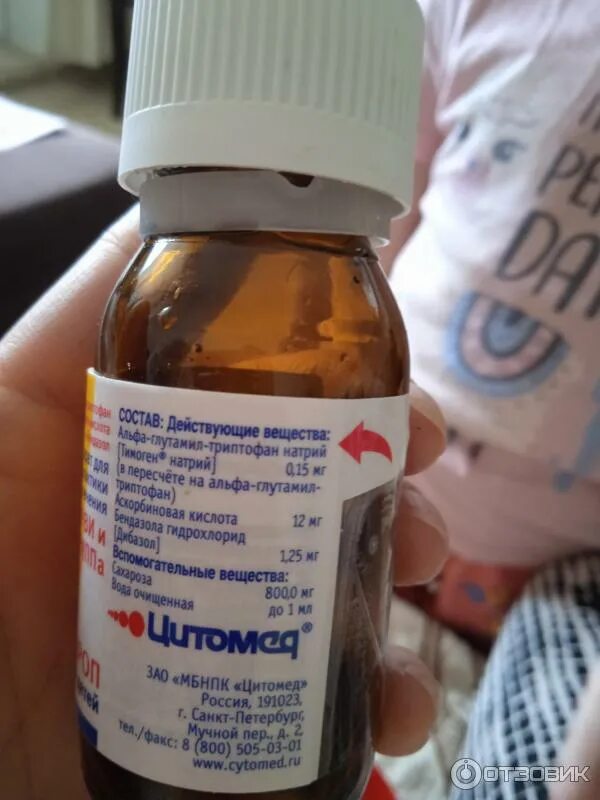 СОСТАВ: Действующие вещества:
Альфа-глутамил-триптофан натрий
[Тимоген® натрий] 0,15 мг
(в пересчёте на альфа-глутамил-
триптофан)
Аскорбиновая кислота 12 мг
Бендазола гидрохлорид
[Дибазол] 1,25 мг
Вспомогательные вещества:
Сахароза 800,0 мг
Вода очищенная до 1 мл
Цитомед®
ЗАО «МБНПК «Цитомед»
Россия, 191023,
г. Санкт-Петербург,
Мучной пер., д. 2,
тел./факс: 8 (800) 505-03-01
www.cytomed.ru
для
и
PE
DA
ОТЗОВИК